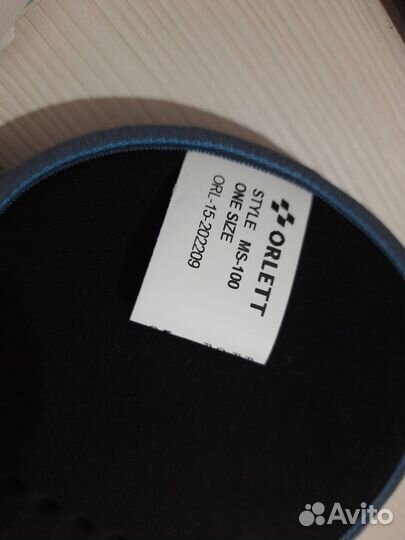 ORLETT
STYLE MS-100
ONE SIZE
ORL-15-202209
Avito